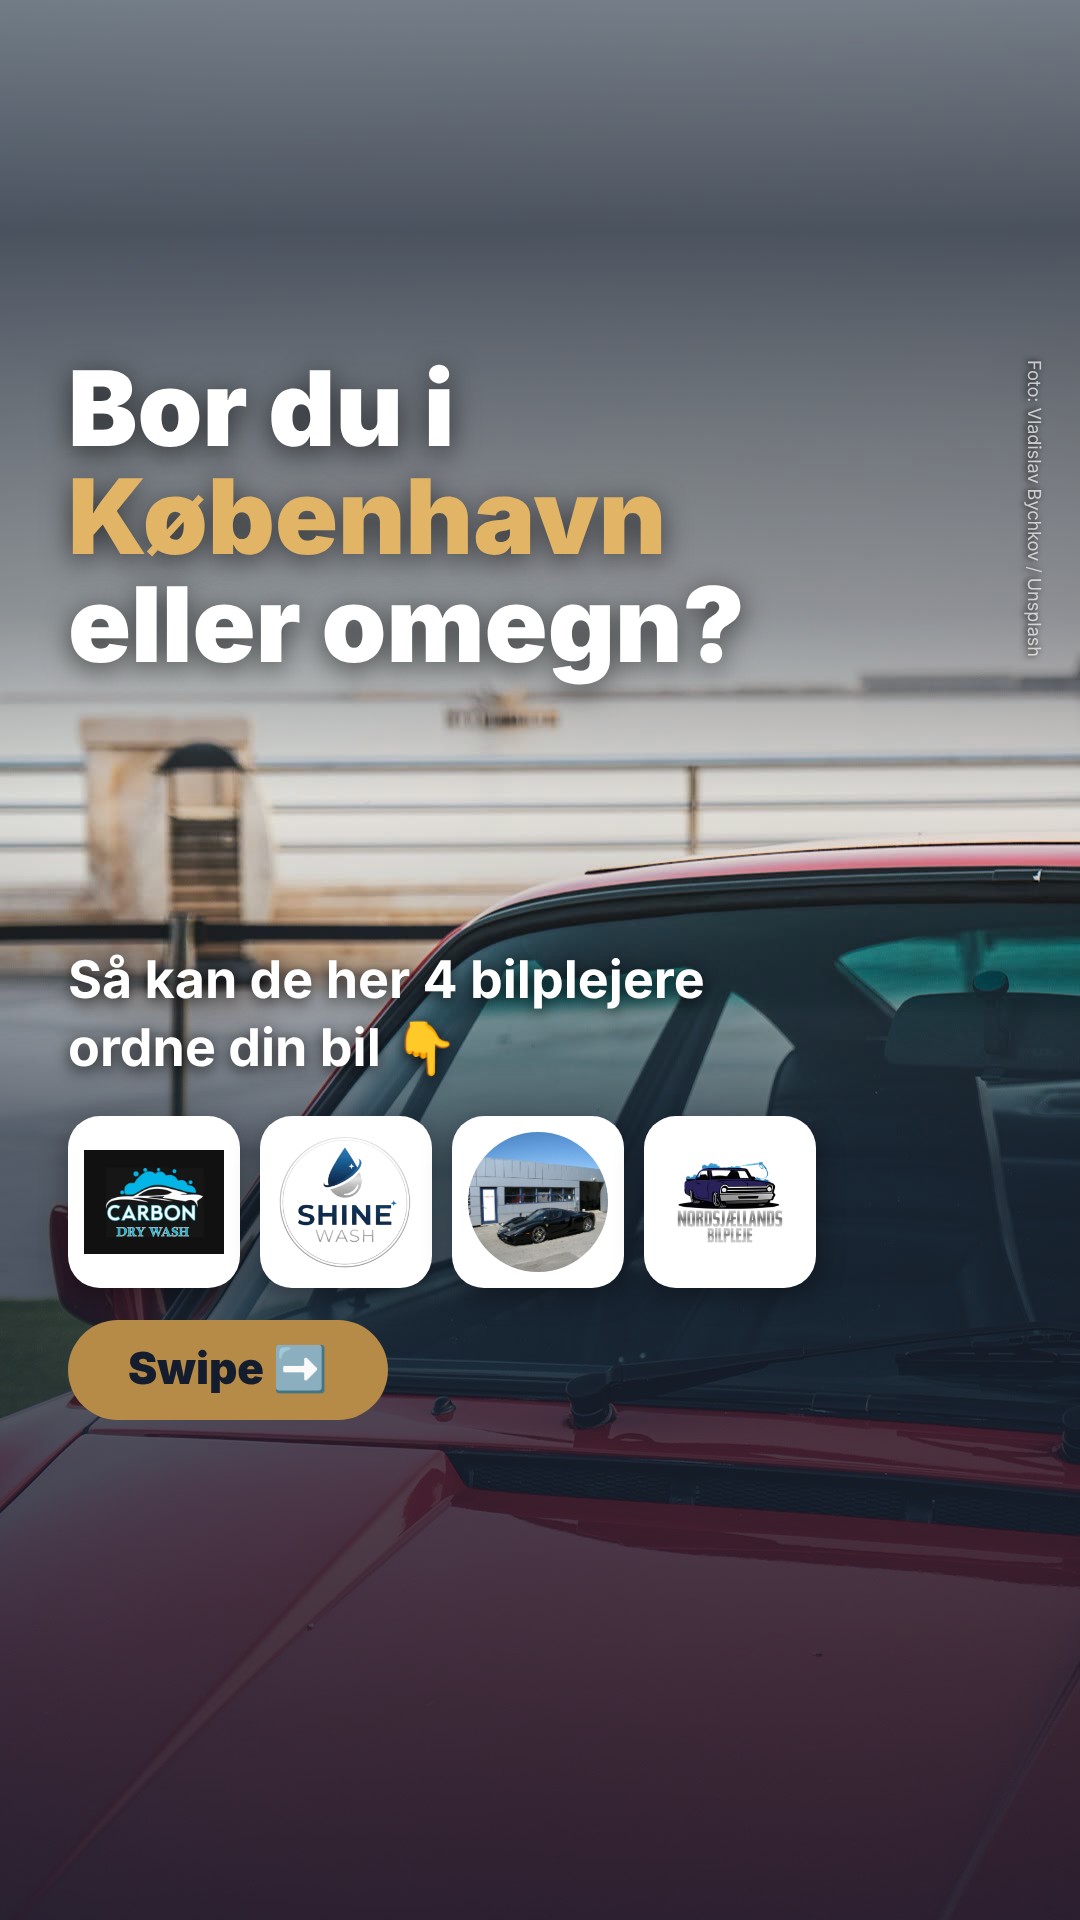 Bor du i
København
eller omegn?
Foto: Vladislav Bychkov / Unsplash
Så kan de her 4 bilplejere
ordne din bil 👇
CARBON
DRY WASH
SHINE
WASH
NORDSJÆLLANDS
BILPLEJE
Swipe ➡️